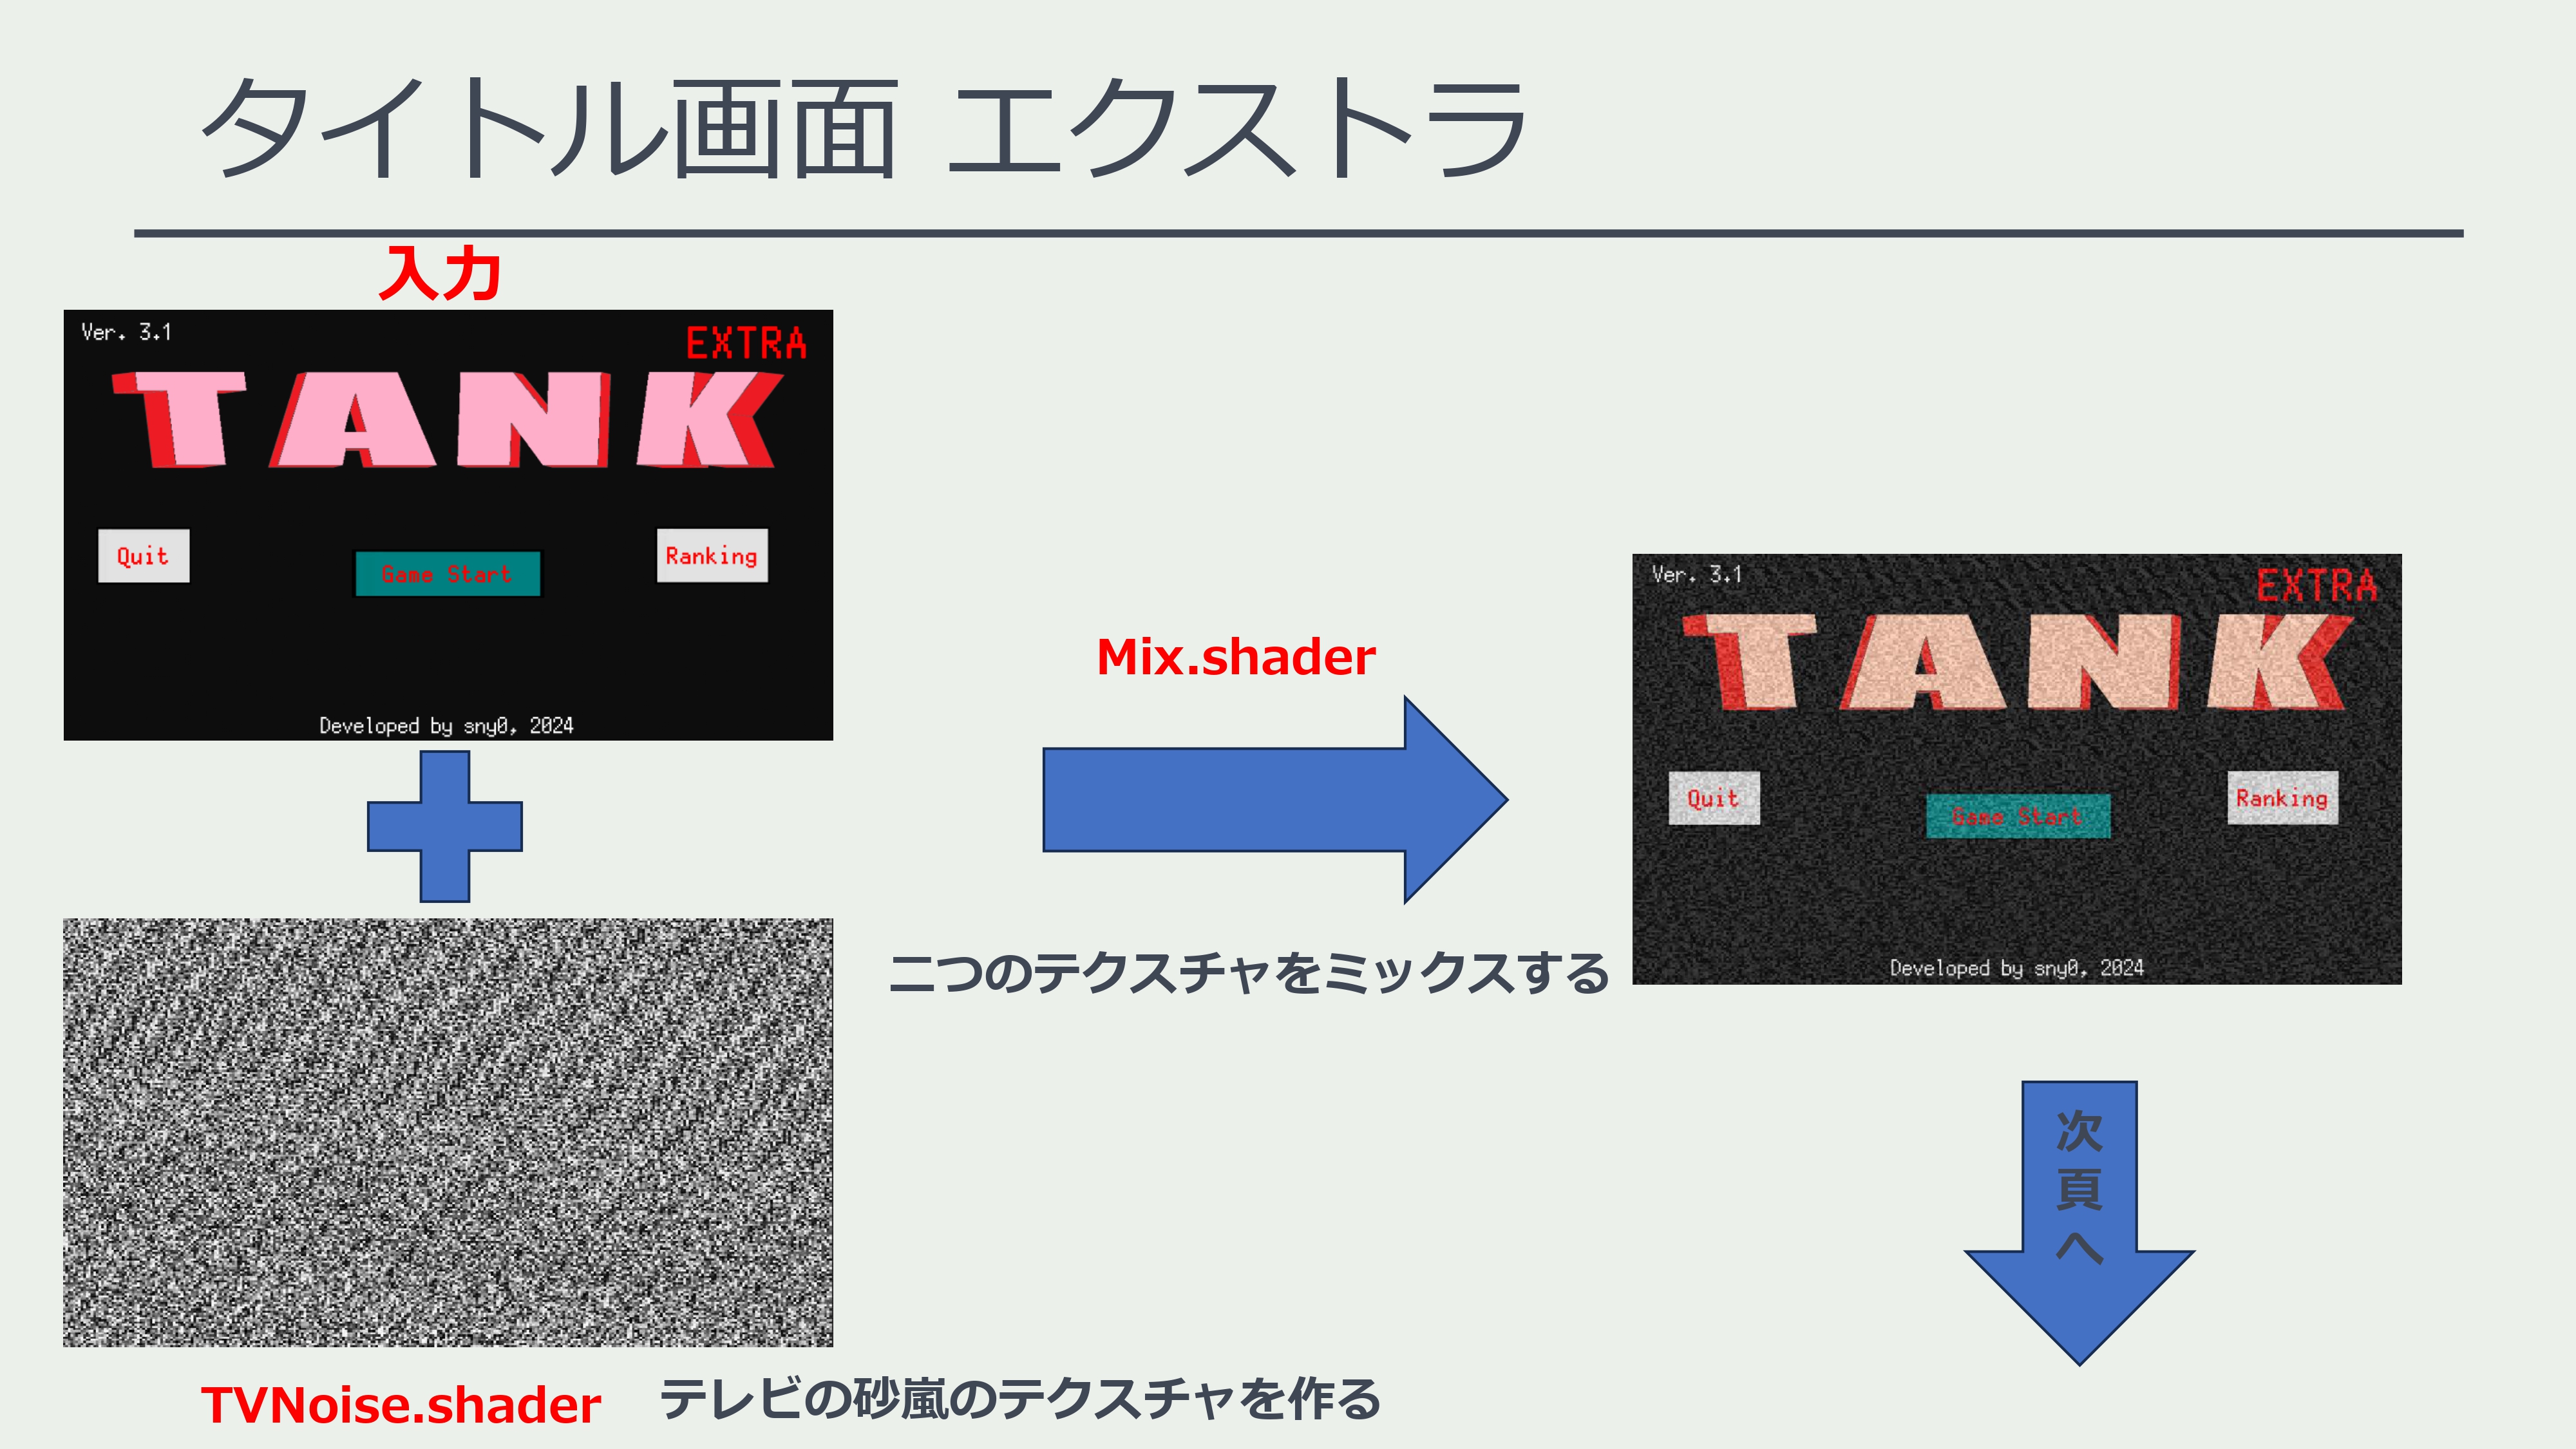 タイトル画面 エクストラ
入力
Ver. 3.1
EXTRA
TANK
Quit
Game Start
Ranking
Developed by sny0, 2024
Mix.shader
二つのテクスチャをミックスする
Ver. 3.1
EXTRA
TANK
Quit
Game Start
Ranking
Developed by sny0, 2024
次
頁
へ
TVNoise.shader
テレビの砂嵐のテクスチャを作る